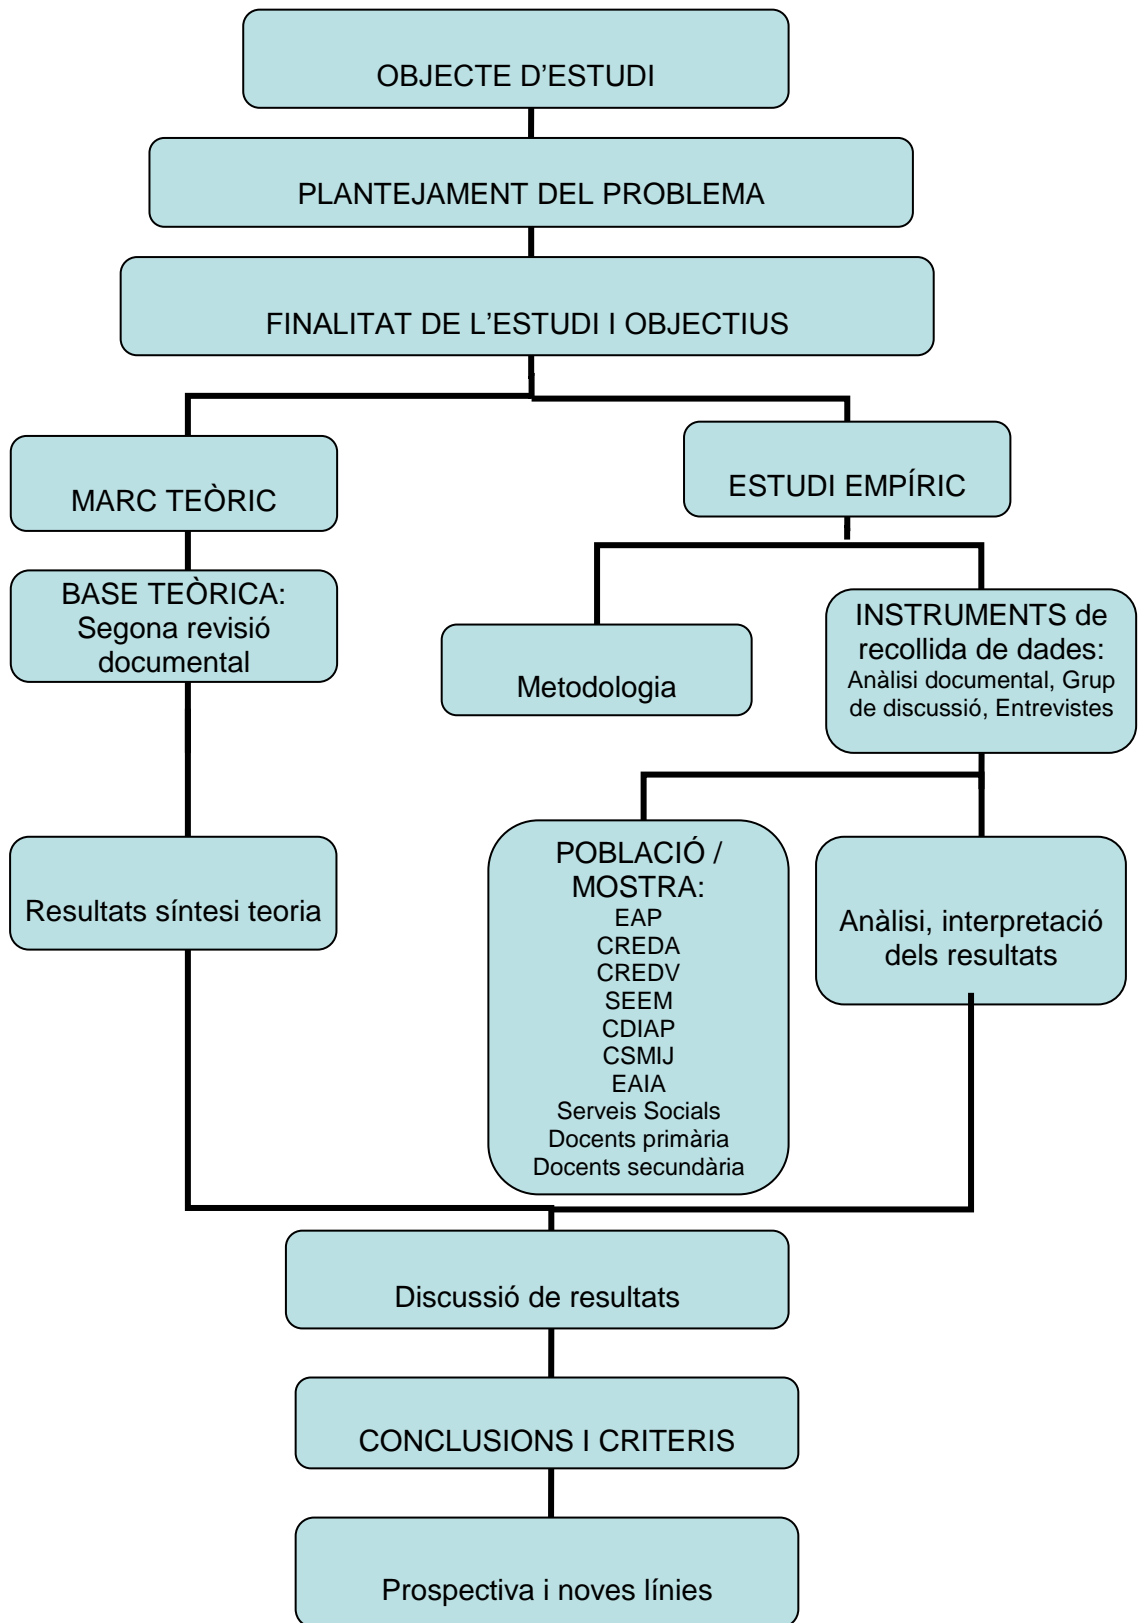 OBJECTE D’ESTUDI
PLANTEJAMENT DEL PROBLEMA
FINALITAT DE L’ESTUDI I OBJECTIUS
MARC TEÒRIC
ESTUDI EMPÍRIC
BASE TEÒRICA:
Segona revisió
documental
Metodologia
INSTRUMENTS de
recollida de dades:
Anàlisi documental, Grup
de discussió, Entrevistes
Resultats síntesi teoria
POBLACIÓ /
MOSTRA:
EAP
CREDA
CREDV
SEEM
CDIAP
CSMIJ
EAIA
Serveis Socials
Docents primària
Docents secundària
Anàlisi, interpretació
dels resultats
Discussió de resultats
CONCLUSIONS I CRITERIS
Prospectiva i noves línies